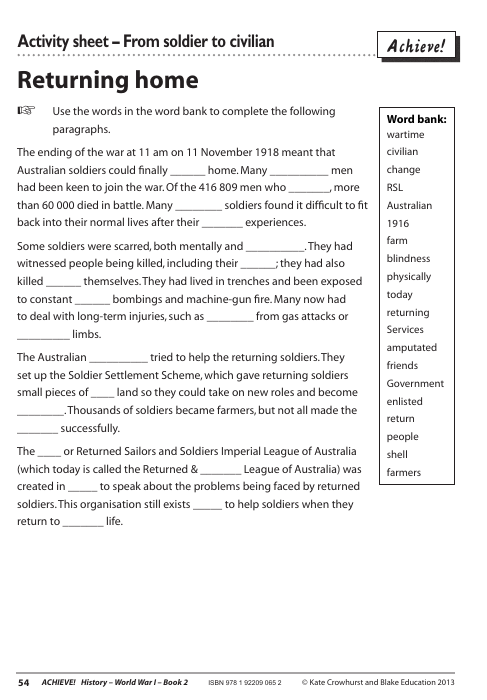 Activity sheet – From soldier to civilian
Achieve!
Returning home
Use the words in the word bank to complete the following
paragraphs.
The ending of the war at 11 am on 11 November 1918 meant that
Australian soldiers could finally ______ home. Many __________ men
had been keen to join the war. Of the 416 809 men who _______, more
than 60 000 died in battle. Many ________ soldiers found it difficult to fit
back into their normal lives after their _______ experiences.
Some soldiers were scarred, both mentally and __________. They had
witnessed people being killed, including their ______; they had also
killed ______ themselves. They had lived in trenches and been exposed
to constant ______ bombings and machine-gun fire. Many now had
to deal with long-term injuries, such as ________ from gas attacks or
_________ limbs.
The Australian __________ tried to help the returning soldiers. They
set up the Soldier Settlement Scheme, which gave returning soldiers
small pieces of ____ land so they could take on new roles and become
________. Thousands of soldiers became farmers, but not all made the
_______ successfully.
The ____ or Returned Sailors and Soldiers Imperial League of Australia
(which today is called the Returned & _______ League of Australia) was
created in _____ to speak about the problems being faced by returned
soldiers. This organisation still exists _____ to help soldiers when they
return to _______ life.
Word bank:
wartime
civilian
change
RSL
Australian
1916
farm
blindness
physically
today
returning
Services
amputated
friends
Government
enlisted
return
people
shell
farmers
54 ACHIEVE! History – World War I – Book 2 ISBN 978 1 92209 065 2 © Kate Crowhurst and Blake Education 2013